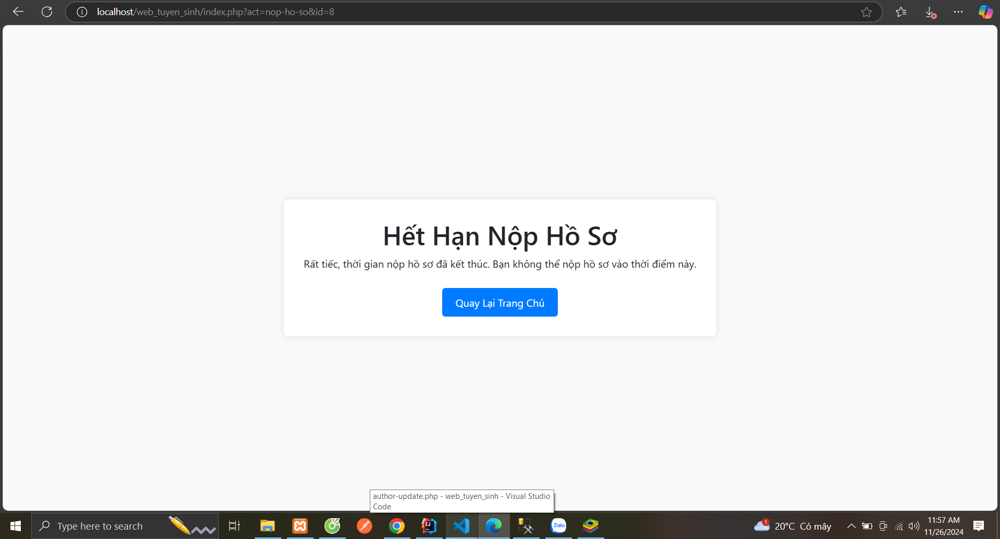 localhost/web_tuyen_sinh/index.php?act=nop-ho-so&id=8
Hết Hạn Nộp Hồ Sơ
Rất tiếc, thời gian nộp hồ sơ đã kết thúc. Bạn không thể nộp hồ sơ vào thời điểm này.
Quay Lại Trang Chủ
author-update.php - web_tuyen_sinh - Visual Studio
Code
Type here to search
IJ
Zalo
1
20°C Có mây
11:57 AM
11/26/2024